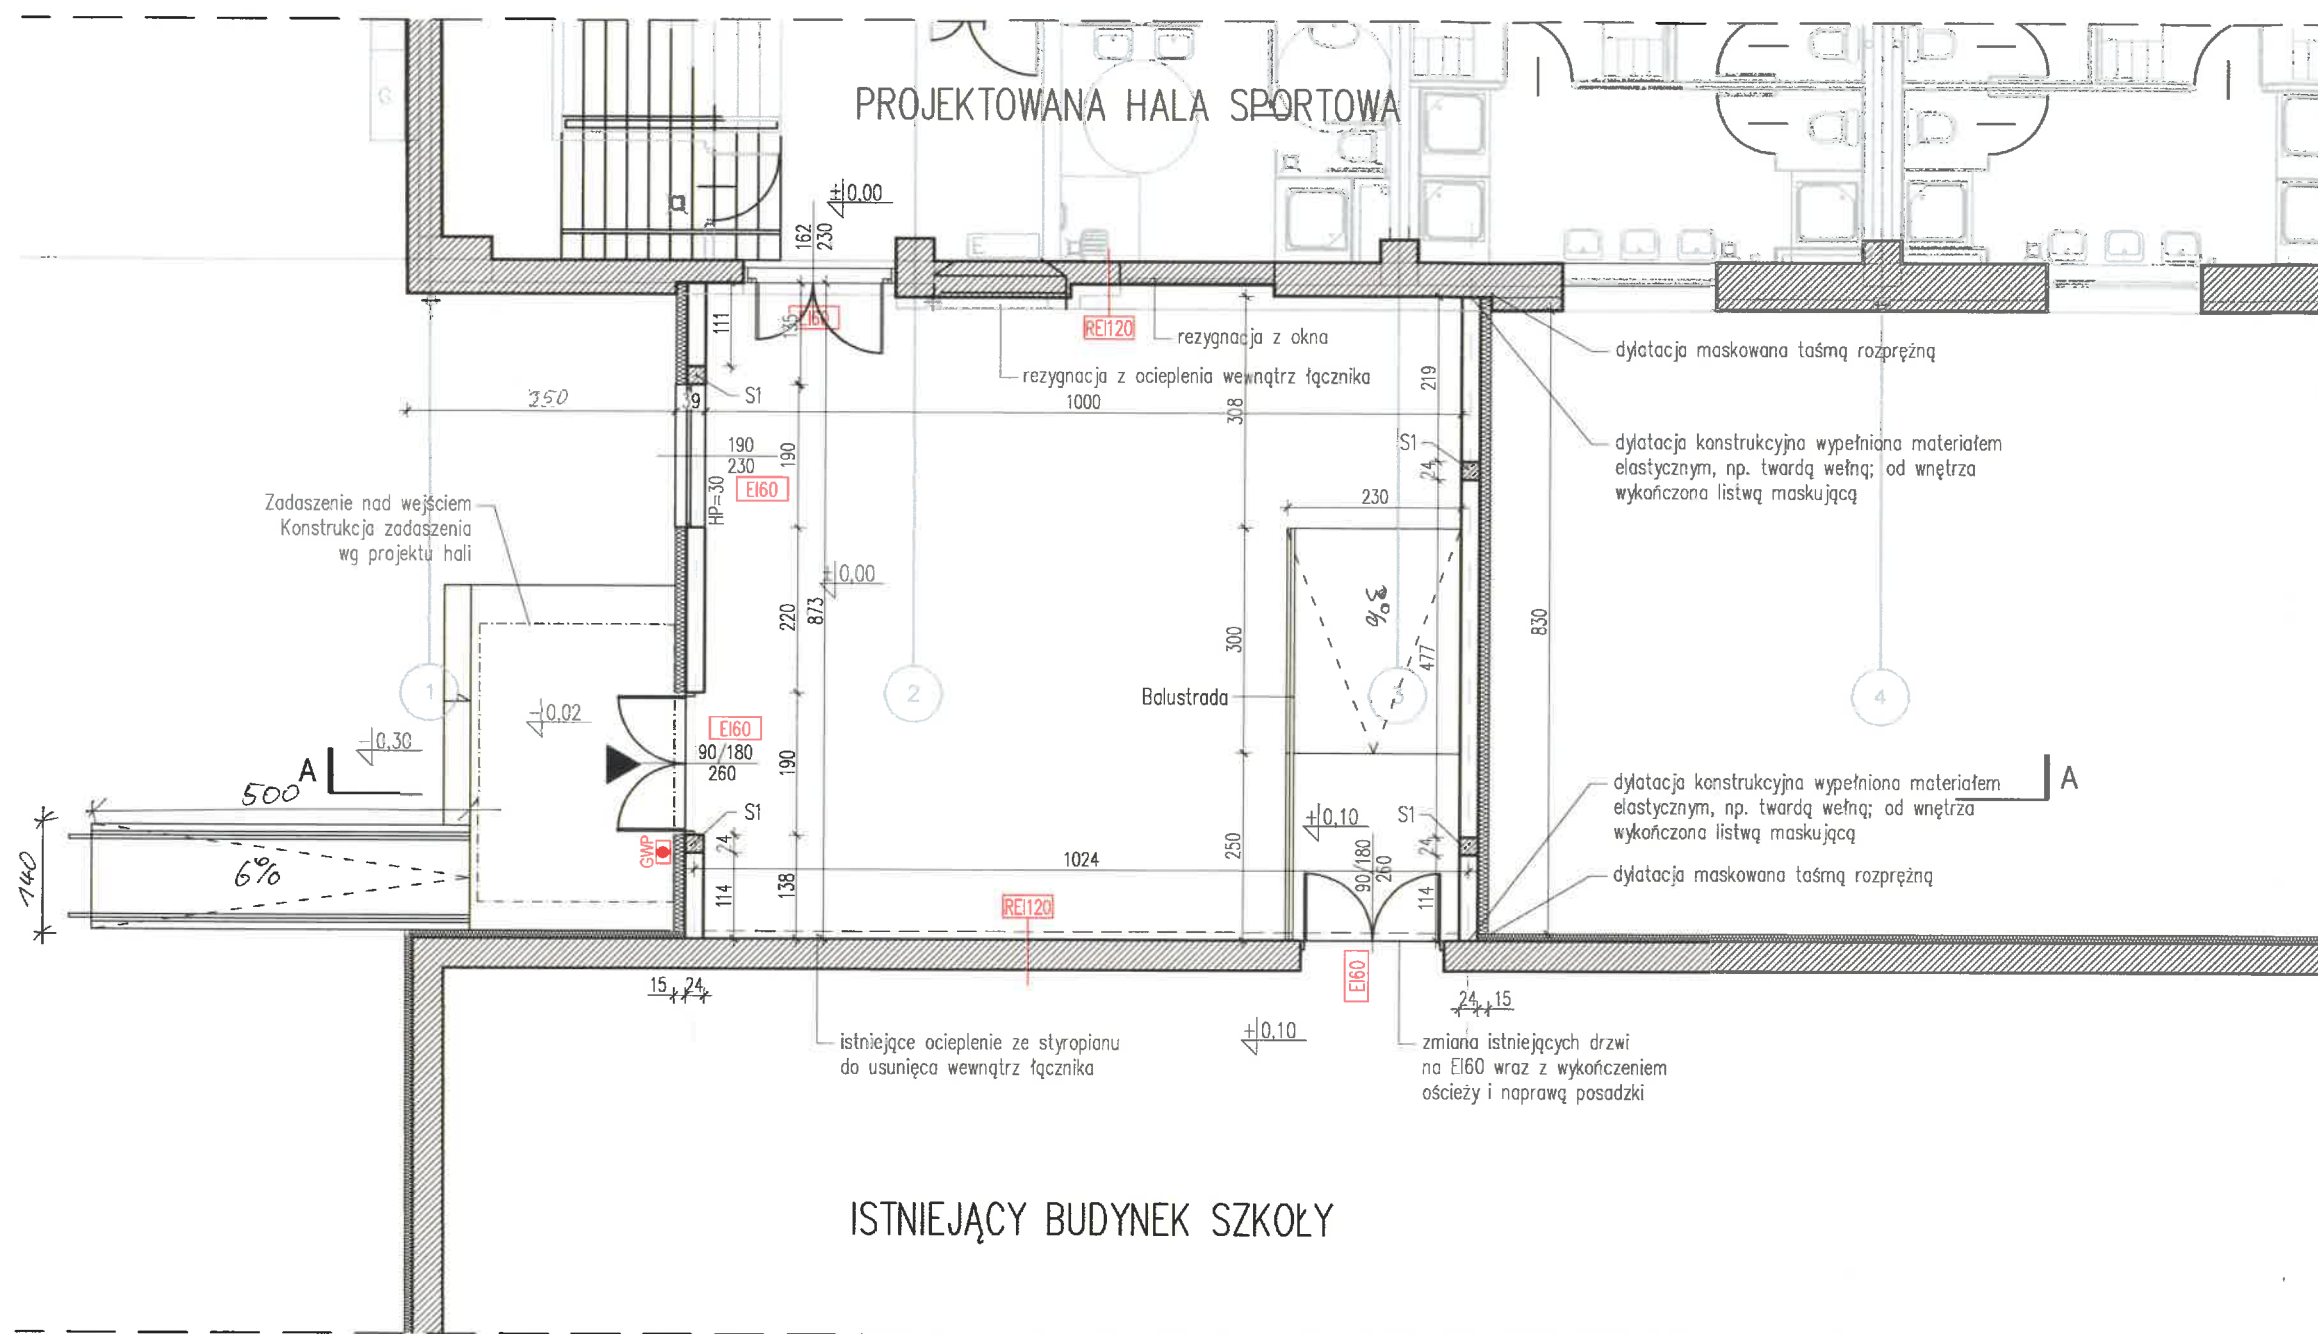 G
PROJEKTOWANA HALA SPORTOWA
±0,00
162
230
E
EI60
111
135
REI120
rezygnacja z okna
rezygnacja z ocieplenia wewnątrz łącznika
dylatacja maskowana taśmą rozprężną
S1
350
39
1000
308
219
190
230
190
EI60
HP=30
S1
24
dylatacja konstrukcyjna wypełniona materiałem
elastycznym, np. twardą wełną; od wnętrza
wykończona listwą maskującą
Zadaszenie nad wejściem
Konstrukcja zadaszenia
wg projektu hali
230
±0,00
220
873
3%
300
477
830
1
2
Balustrada
3
4
-0,02
-0,30
EI60
90/180
260
190
A
500
S1
GWP
24
114
138
1024
250
+0,10
S1
24
90/180
260
114
dylatacja konstrukcyjna wypełniona materiałem
elastycznym, np. twardą wełną; od wnętrza
wykończona listwą maskującą
A
dylatacja maskowana taśmą rozprężną
140
6%
REI120
EI60
15
24
24
15
istniejące ocieplenie ze styropianu
do usunięca wewnątrz łącznika
+0,10
zmiana istniejących drzwi
na EI60 wraz z wykończeniem
ościeży i naprawą posadzki
ISTNIEJĄCY BUDYNEK SZKOŁY